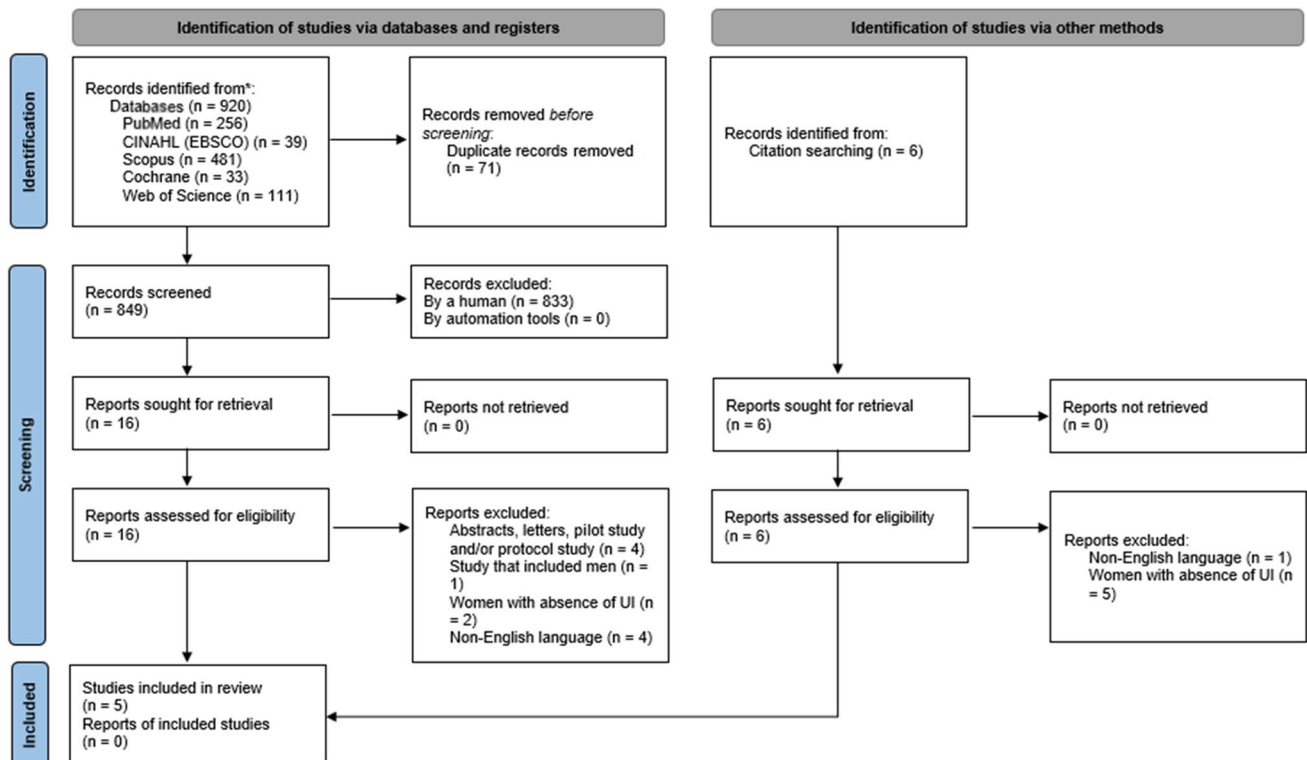 Identification of studies via databases and registers
Identification of studies via other methods
Identification
Records identified from*:
Databases (n = 920)
PubMed (n = 256)
CINAHL (EBSCO) (n = 39)
Scopus (n = 481)
Cochrane (n = 33)
Web of Science (n = 111)
Records removed before
screening:
Duplicate records removed
(n = 71)
Records identified from:
Citation searching (n = 6)
Screening
Records screened
(n = 849)
Records excluded:
By a human (n = 833)
By automation tools (n = 0)
Reports sought for retrieval
(n = 16)
Reports not retrieved
(n = 0)
Reports sought for retrieval
(n = 6)
Reports not retrieved
(n = 0)
Reports assessed for eligibility
(n = 16)
Reports excluded:
Abstracts, letters, pilot study
and/or protocol study (n = 4)
Study that included men (n =
1)
Women with absence of UI (n
= 2)
Non-English language (n = 4)
Reports assessed for eligibility
(n = 6)
Reports excluded:
Non-English language (n = 1)
Women with absence of UI (n
= 5)
Included
Studies included in review
(n = 5)
Reports of included studies
(n = 0)